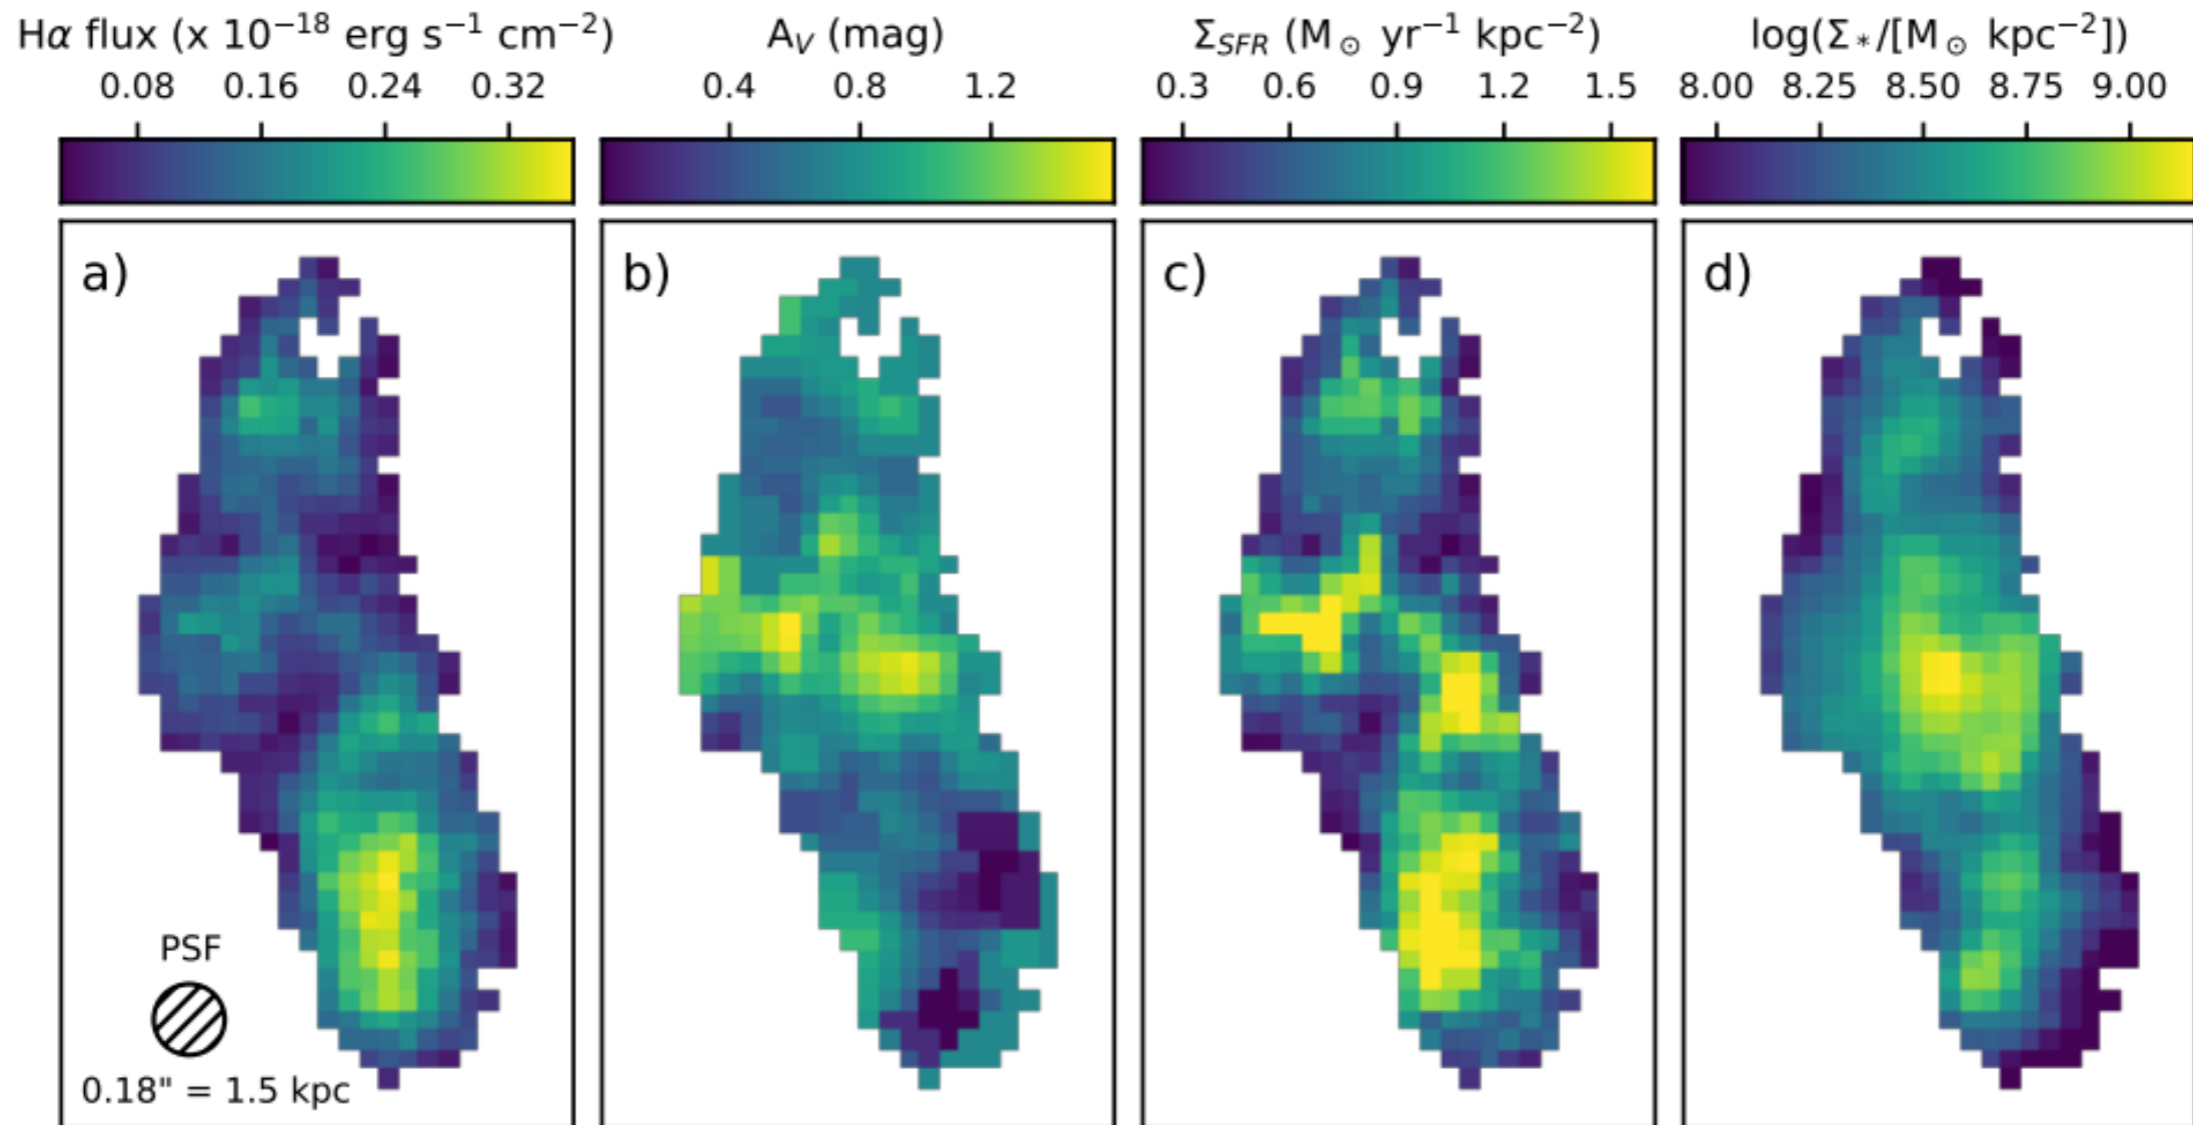 Hα flux (x 10⁻¹⁸ erg s⁻¹ cm⁻²)
0.08 0.16 0.24 0.32
A_V (mag)
0.4 0.8 1.2
Σ_SFR (M_⊙ yr⁻¹ kpc⁻²)
0.3 0.6 0.9 1.2 1.5
log(Σ_*/[M_⊙ kpc⁻²])
8.00 8.25 8.50 8.75 9.00
a)
b)
c)
d)
PSF
0.18" = 1.5 kpc